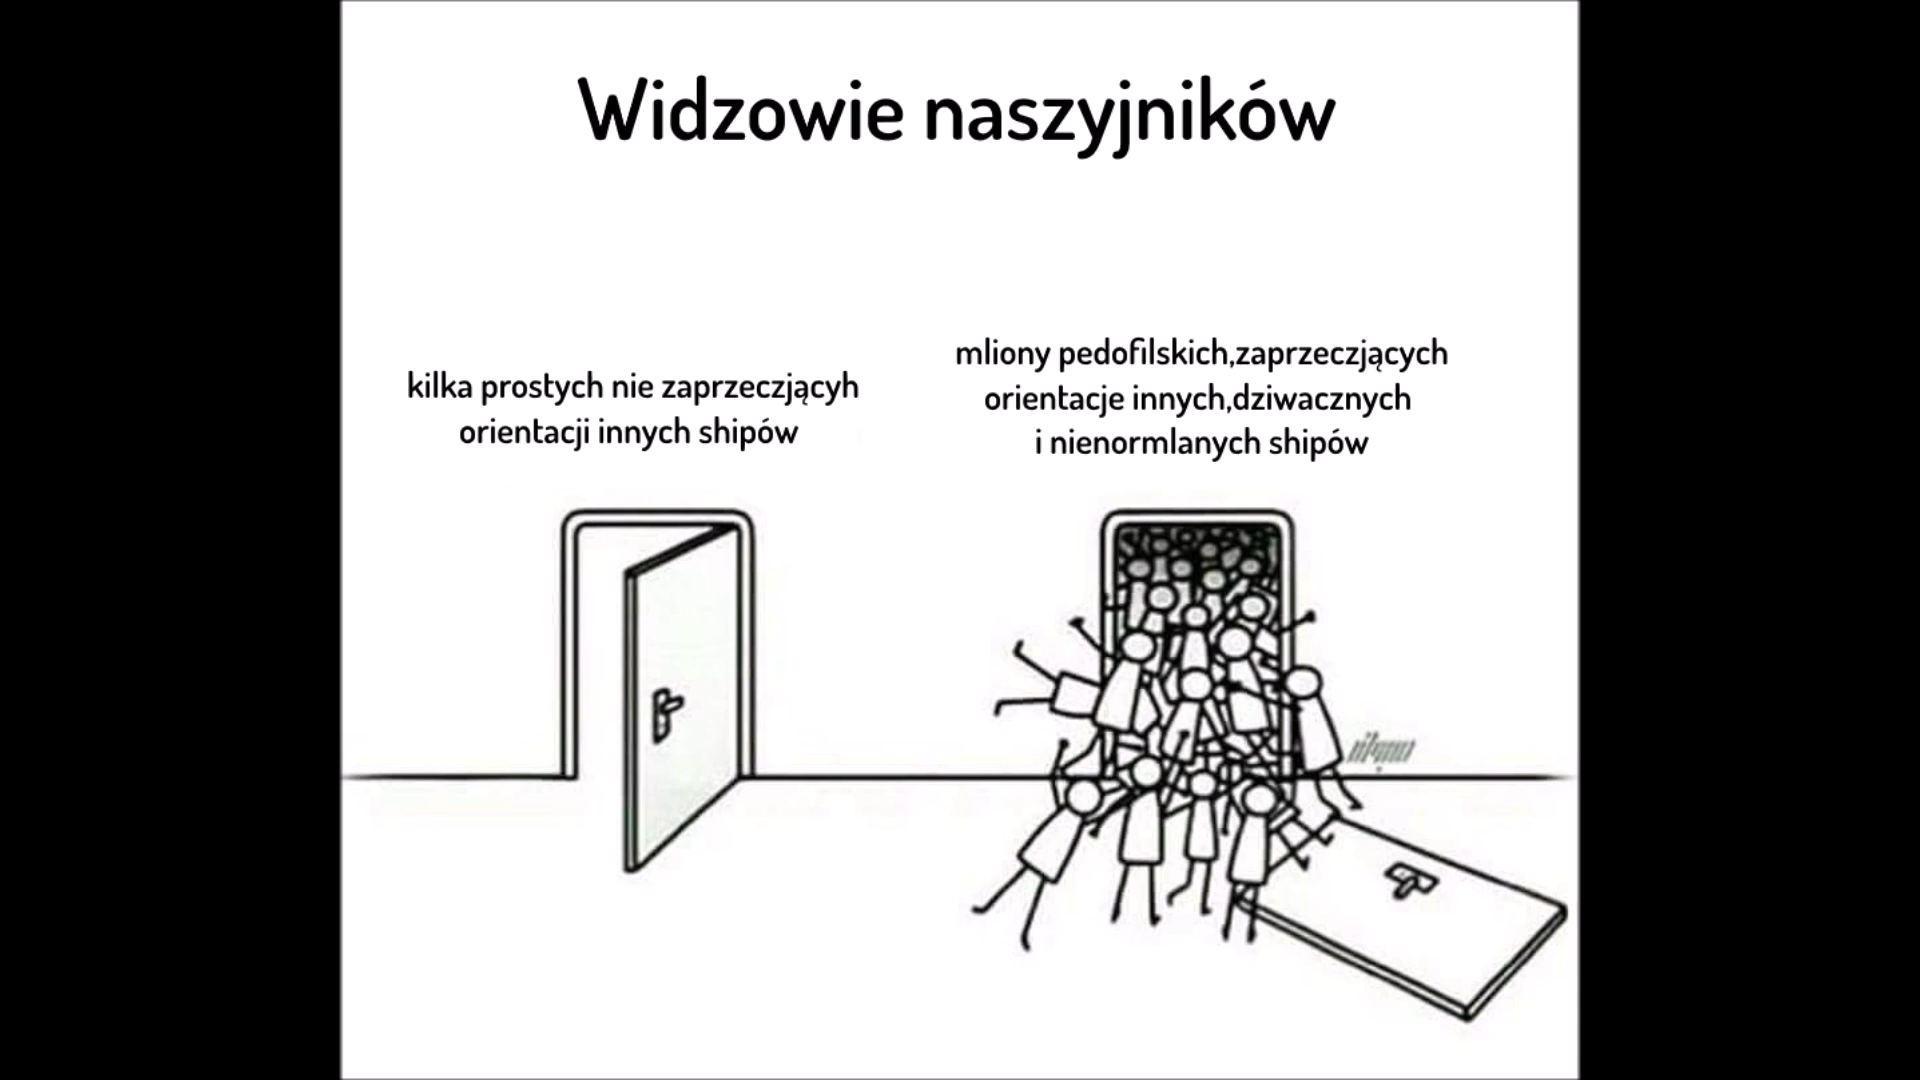 Widzowie naszyjników
kilka prostych nie zaprzeczjącyh
orientacji innych shipów
mliony pedofilskich,zaprzeczjących
orientacje innych,dziwacznych
i nienormlanych shipów